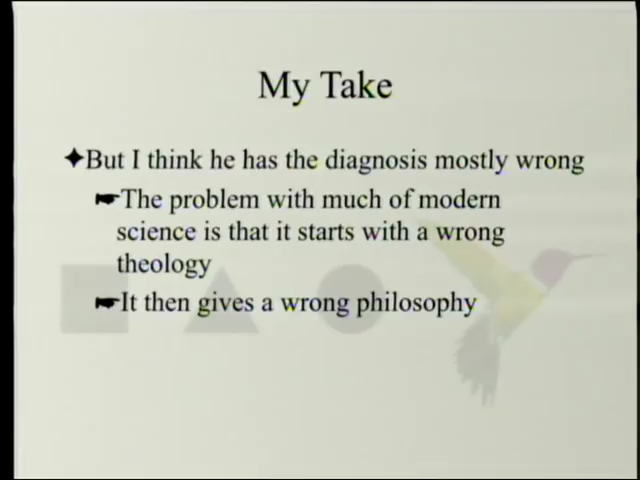 My Take
✦But I think he has the diagnosis mostly wrong
☛The problem with much of modern
science is that it starts with a wrong
theology
☛It then gives a wrong philosophy